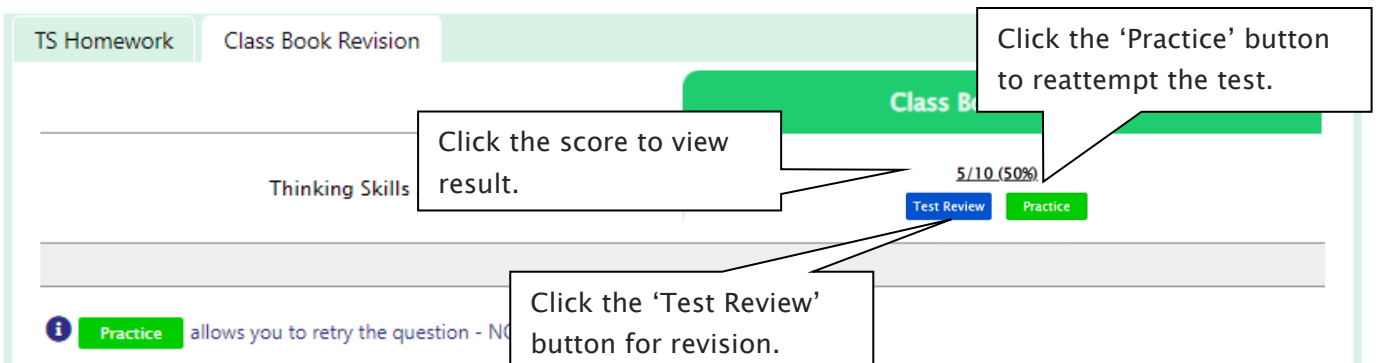 TS Homework Class Book Revision
Click the ‘Practice’ button
to reattempt the test.
Class
Click the score to view
result.
Thinking Skills
5/10 (50%)
Test Review Practice
Click the ‘Test Review’
button for revision.
Practice allows you to retry the question -